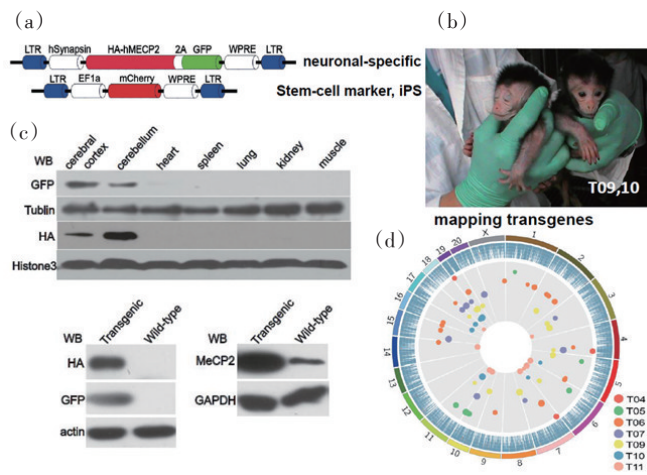 (a)
LTR hSynapsin HA-hMECP2 2A GFP WPRE LTR
neuronal-specific
LTR EF1a mCherry WPRE LTR
Stem-cell marker, iPS
(b)
T09,10
(c)
WB cerebral cortex cerebellum heart spleen lung kidney muscle
GFP
Tublin
HA
Histone3
WB Transgenic Wild-type
HA
GFP
actin
WB Transgenic Wild-type
MeCP2
GAPDH
mapping transgenes
(d)
X 1 2 3 4 5 6 7 8 9 10 11 12 13 14 15 16 17 18 19 20
T04
T05
T06
T07
T09
T10
T11